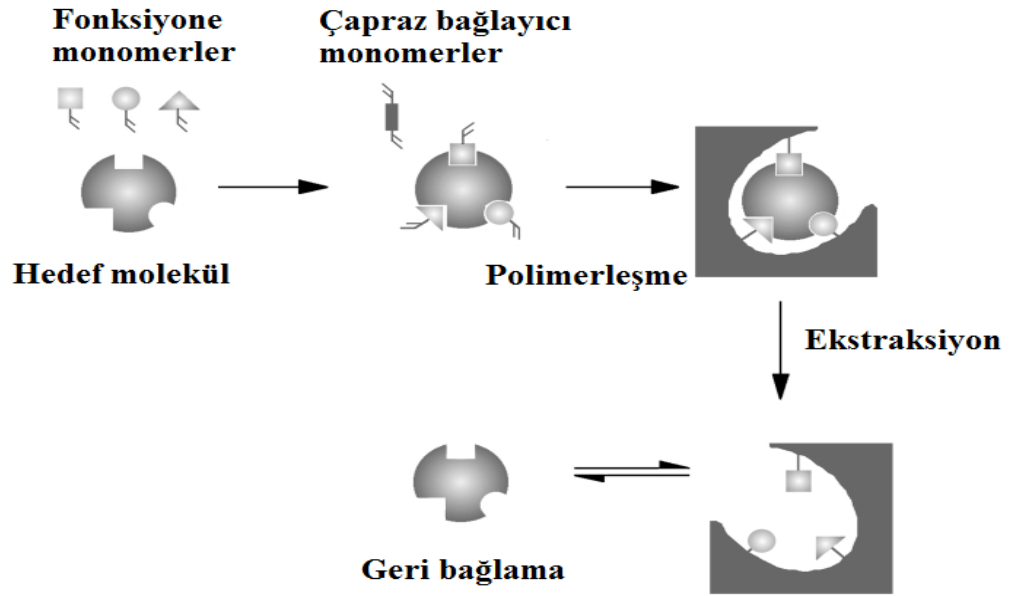 Fonksiyone
monomerler
Çapraz bağlayıcı
monomerler
Hedef molekül
Polimerleşme
Ekstraksiyon
Geri bağlama